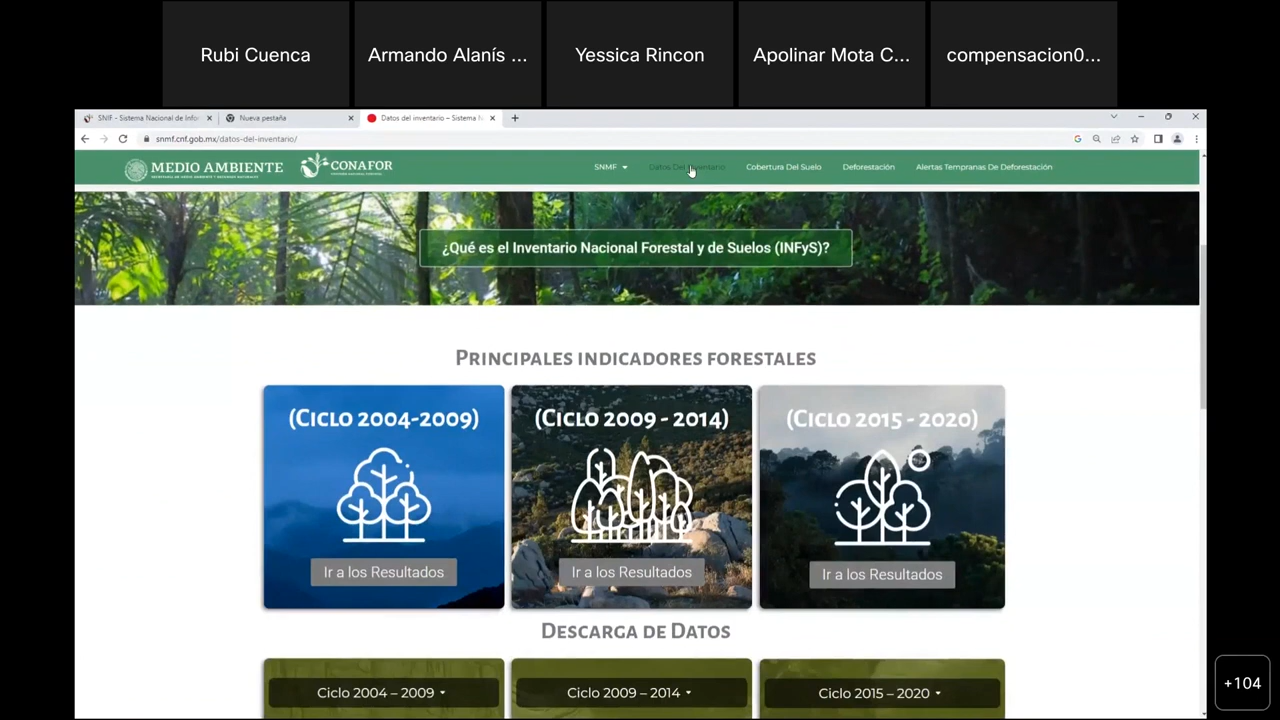 Rubi Cuenca
Armando Alanís ...
Yessica Rincon
Apolinar Mota C...
compensacion0...
SNIF - Sistema Nacional de Infor
Nueva pestaña
Datos del inventario – Sistema N
snmf.cnf.gob.mx/datos-del-inventario/
MEDIO AMBIENTE
CONAFOR
SNMF
Datos Del Inventario
Cobertura Del Suelo
Deforestación
Alertas Tempranas De Deforestación
¿Qué es el Inventario Nacional Forestal y de Suelos (INFyS)?
Principales indicadores forestales
(Ciclo 2004-2009)
(Ciclo 2009 - 2014)
(Ciclo 2015 - 2020)
Ir a los Resultados
Ir a los Resultados
Ir a los Resultados
Descarga de Datos
Ciclo 2004 – 2009
Ciclo 2009 – 2014
Ciclo 2015 – 2020
+104